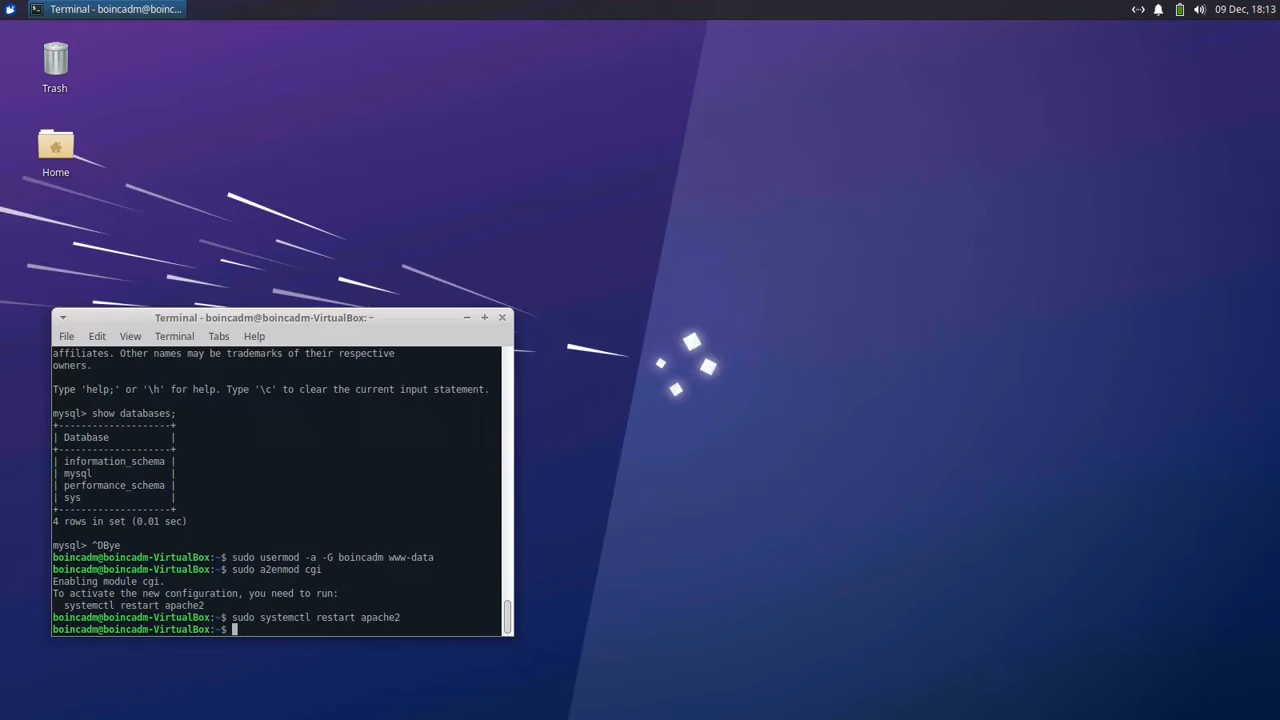 Terminal - boincadm@boinc...
09 Dec, 18:13
Trash
Home
Terminal - boincadm@boincadm-VirtualBox: ~
File Edit View Terminal Tabs Help
affiliates. Other names may be trademarks of their respective
owners.
Type 'help;' or '\h' for help. Type '\c' to clear the current input statement.
mysql> show databases;
+--------------------+
| Database           |
+--------------------+
| information_schema |
| mysql              |
| performance_schema |
| sys                |
+--------------------+
4 rows in set (0.01 sec)
mysql> ^DBye
boincadm@boincadm-VirtualBox:~$ sudo usermod -a -G boincadm www-data
boincadm@boincadm-VirtualBox:~$ sudo a2enmod cgi
Enabling module cgi.
To activate the new configuration, you need to run:
  systemctl restart apache2
boincadm@boincadm-VirtualBox:~$ sudo systemctl restart apache2
boincadm@boincadm-VirtualBox:~$